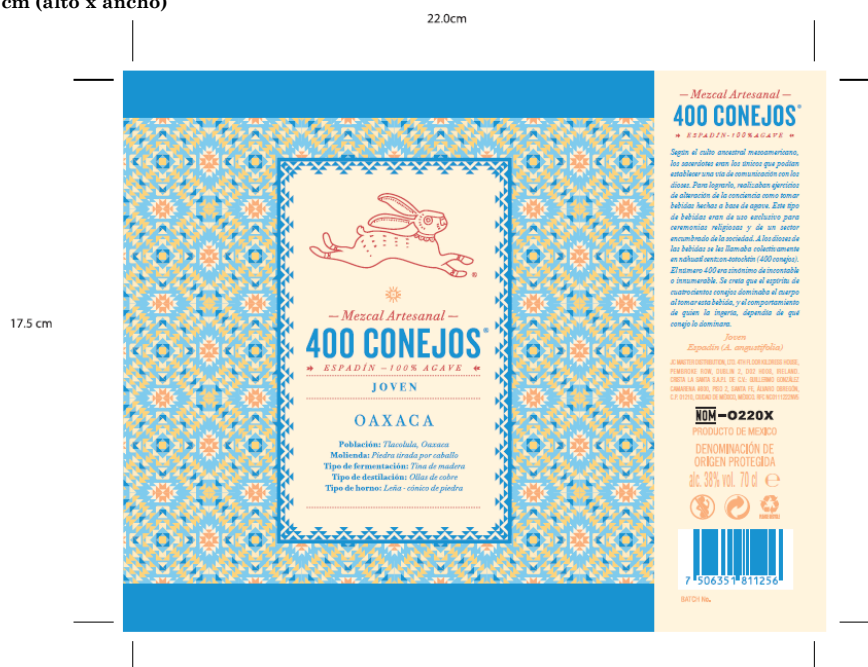 cm (alto x ancho)
22.0cm
17.5 cm
— Mezcal Artesanal —
400 CONEJOS®
ESPADÍN – 100% AGAVE
JOVEN
OAXACA
Población: Tlacolula, Oaxaca
Molienda: Piedra tirada por caballo
Tipo de fermentación: Tina de madera
Tipo de destilación: Ollas de cobre
Tipo de horno: Leña - cónico de piedra
— Mezcal Artesanal —
400 CONEJOS®
ESPADÍN-100% AGAVE
Según el culto ancestral mesoamericano,
los sacerdotes eran los únicos que podían
establecer una vía de comunicación con los
dioses. Para lograrlo, realizaban ejercicios
de alteración de la conciencia como tomar
bebidas hechas a base de agave. Este tipo
de bebidas eran de uso exclusivo para
ceremonias religiosas y de un sector
encumbrado de la sociedad. A los dioses de
las bebidas se les llamaba colectivamente
en náhuatl centzon-totochtin (400 conejos).
El número 400 era sinónimo de incontable
o innumerable. Se creía que el espíritu de
cuatrocientos conejos dominaba el cuerpo
al tomar esta bebida, y el comportamiento
de quien la ingería, dependía de qué
conejo lo dominara.
Joven
Espadín (A. angustifolia)
PEMBROKE ROW, DUBLIN 2, IRELAND.
NOM-O220X
PRODUCTO DE MEXICO
DENOMINACIÓN DE
ORIGEN PROTEGIDA
alc. 38% vol. 70 cl e
7 506351 811256
BATCH No.